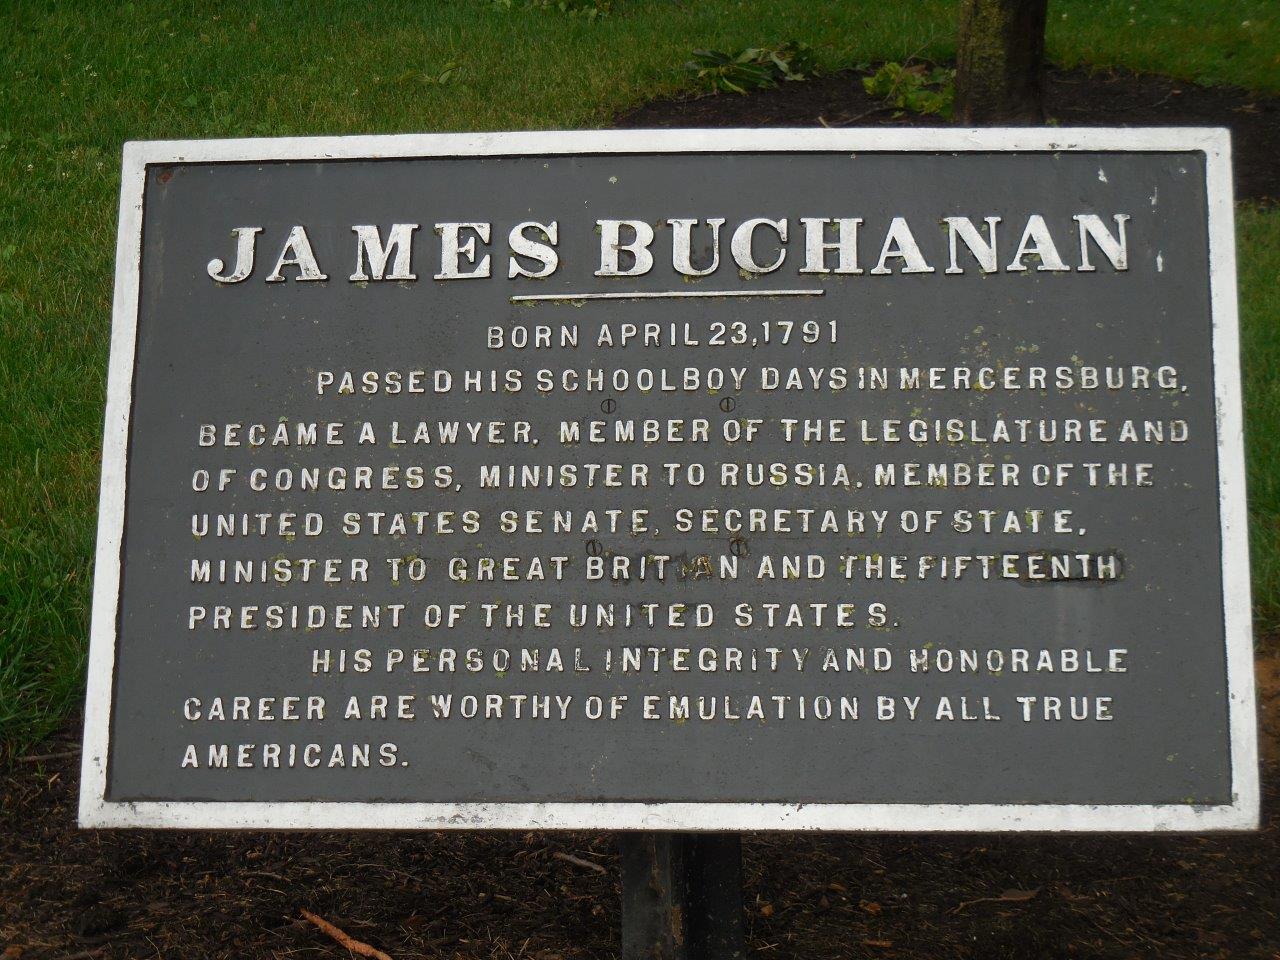 JAMES BUCHANAN
BORN APRIL 23, 1791
PASSED HIS SCHOOLBOY DAYS IN MERCERSBURG,
BECAME A LAWYER, MEMBER OF THE LEGISLATURE AND
OF CONGRESS, MINISTER TO RUSSIA, MEMBER OF THE
UNITED STATES SENATE, SECRETARY OF STATE,
MINISTER TO GREAT BRITIAN AND THE FIFTEENTH
PRESIDENT OF THE UNITED STATES.
HIS PERSONAL INTEGRITY AND HONORABLE
CAREER ARE WORTHY OF EMULATION BY ALL TRUE
AMERICANS.